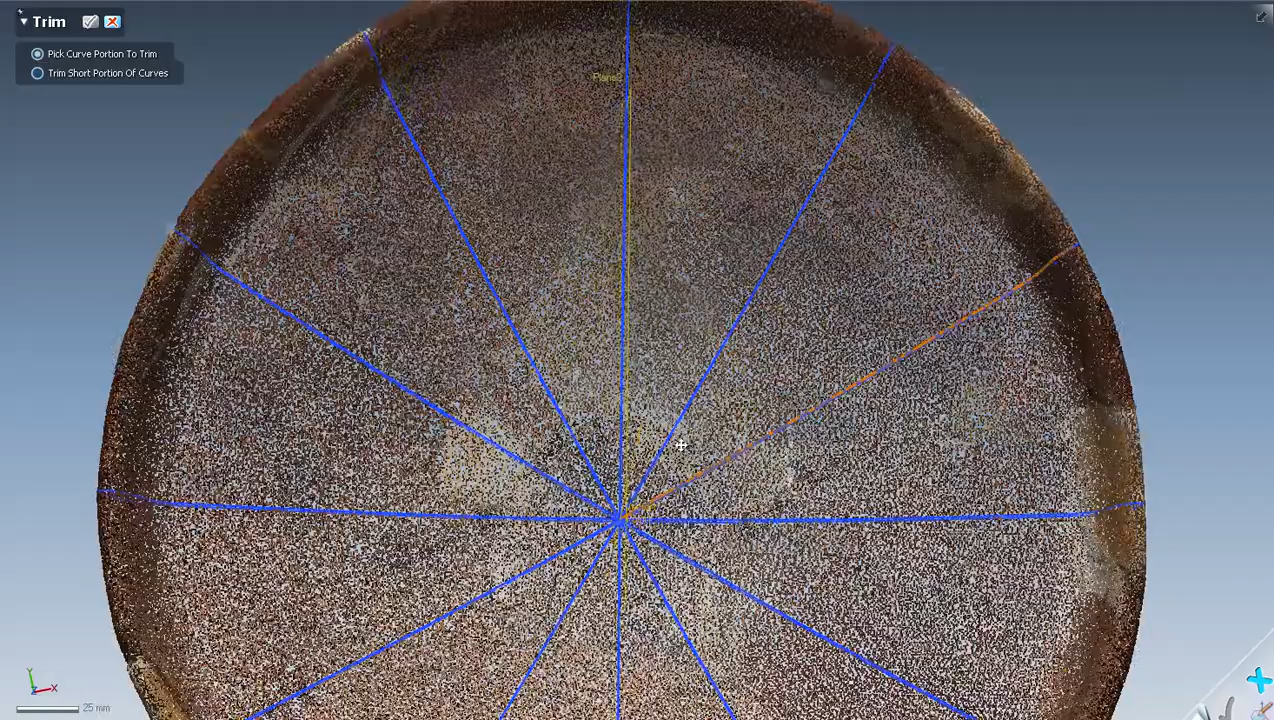 Trim
Pick Curve Portion To Trim
Trim Short Portion Of Curves
Y
X
Z
25 mm